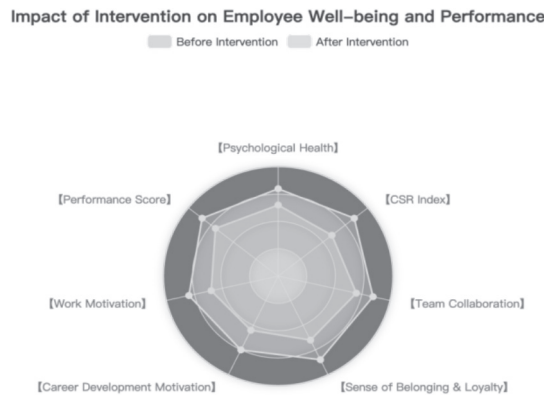 Impact of Intervention on Employee Well-being and Performance
Before Intervention After Intervention
【Psychological Health】
【Performance Score】 【CSR Index】
【Work Motivation】 【Team Collaboration】
【Career Development Motivation】 【Sense of Belonging & Loyalty】